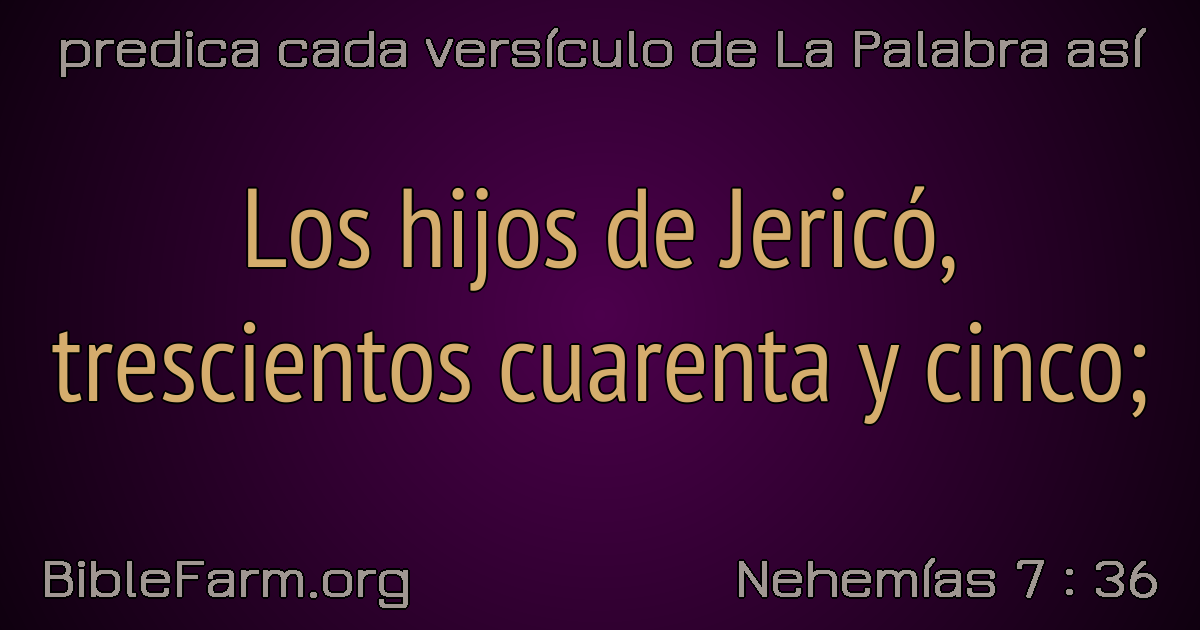 predica cada versículo de La Palabra así
Los hijos de Jericó,
trescientos cuarenta y cinco;
BibleFarm.org
Nehemías 7 : 36